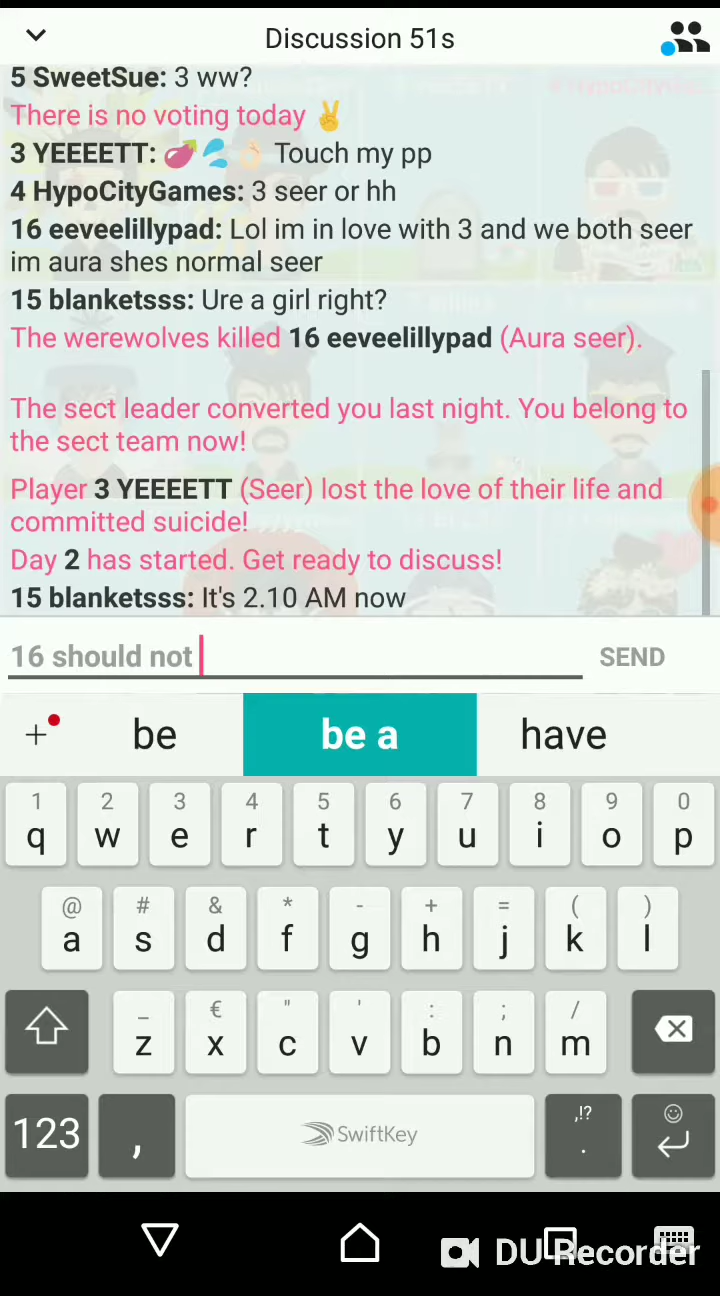 Discussion 51s
5 SweetSue: 3 ww?
There is no voting today ✌
3 YEEEETT: 🍆💦👌🏻 Touch my pp
4 HypoCityGames: 3 seer or hh
16 eeveelillypad: Lol im in love with 3 and we both seer
im aura shes normal seer
15 blanketsss: Ure a girl right?
The werewolves killed 16 eeveelillypad (Aura seer).
The sect leader converted you last night. You belong to
the sect team now!
Player 3 YEEEETT (Seer) lost the love of their life and
committed suicide!
Day 2 has started. Get ready to discuss!
15 blanketsss: It's 2.10 AM now
16 should not SEND
+ be be a have
1 2 3 4 5 6 7 8 9 0
q w e r t y u i o p
@ # & * - + = ( )
a s d f g h j k l
_ € " ' : ; /
z x c v b n m
,!?
123 , SwiftKey .
DU Recorder